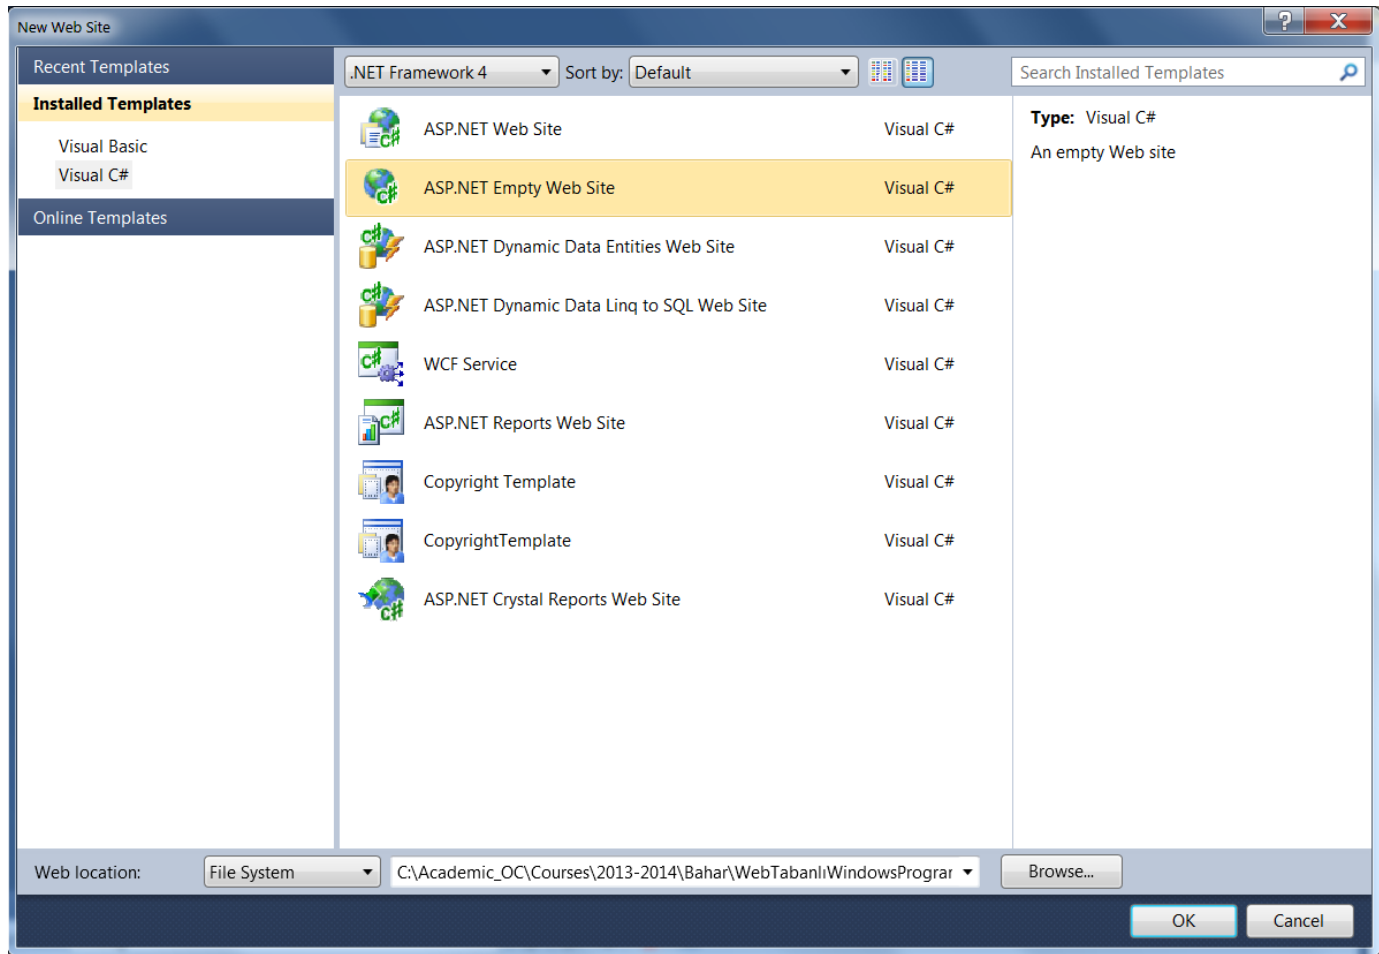 New Web Site
Recent Templates
Installed Templates
Visual Basic
Visual C#
Online Templates
.NET Framework 4 Sort by: Default
Search Installed Templates
ASP.NET Web Site Visual C#
ASP.NET Empty Web Site Visual C#
ASP.NET Dynamic Data Entities Web Site Visual C#
ASP.NET Dynamic Data Linq to SQL Web Site Visual C#
WCF Service Visual C#
ASP.NET Reports Web Site Visual C#
Copyright Template Visual C#
CopyrightTemplate Visual C#
ASP.NET Crystal Reports Web Site Visual C#
Type: Visual C#
An empty Web site
Web location: File System C:\Academic_OC\Courses\2013-2014\Bahar\WebTabanlıWindowsPrograr Browse...
OK Cancel